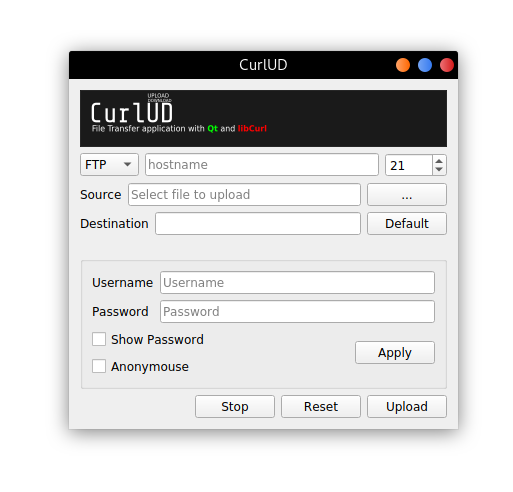 CurlUD
UPLOAD
DOWNLOAD
CurlUD
File Transfer application with Qt and libCurl
FTP hostname 21
Source Select file to upload ...
Destination Default
Username Username
Password Password
Show Password
Anonymouse
Apply
Stop Reset Upload